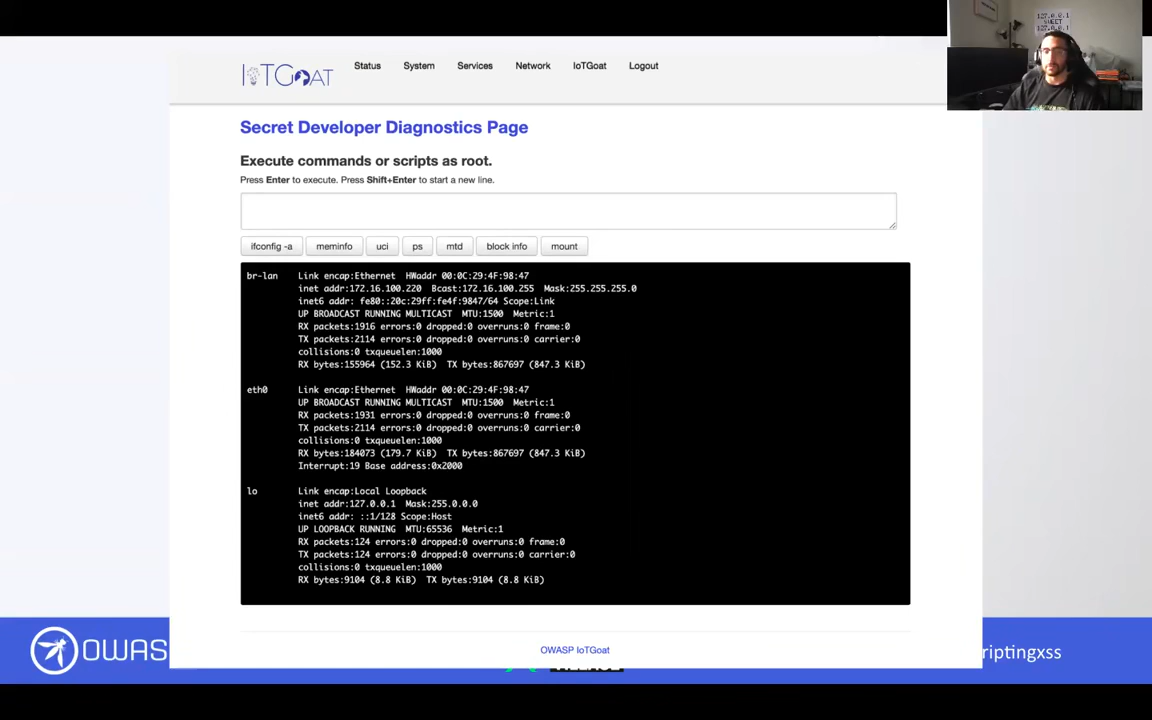 127.0.0.1
SWEET
127.0.0.1
IoTGoat
Status System Services Network IoTGoat Logout
Secret Developer Diagnostics Page
Execute commands or scripts as root.
Press Enter to execute. Press Shift+Enter to start a new line.
ifconfig -a meminfo uci ps mtd block info mount
br-lan Link encap:Ethernet HWaddr 00:0C:29:4F:98:47
inet addr:172.16.100.220 Bcast:172.16.100.255 Mask:255.255.255.0
inet6 addr: fe80::20c:29ff:fe4f:9847/64 Scope:Link
UP BROADCAST RUNNING MULTICAST MTU:1500 Metric:1
RX packets:1916 errors:0 dropped:0 overruns:0 frame:0
TX packets:2114 errors:0 dropped:0 overruns:0 carrier:0
collisions:0 txqueuelen:1000
RX bytes:155964 (152.3 KiB) TX bytes:867697 (847.3 KiB)
eth0 Link encap:Ethernet HWaddr 00:0C:29:4F:98:47
UP BROADCAST RUNNING MULTICAST MTU:1500 Metric:1
RX packets:1931 errors:0 dropped:0 overruns:0 frame:0
TX packets:2114 errors:0 dropped:0 overruns:0 carrier:0
collisions:0 txqueuelen:1000
RX bytes:184073 (179.7 KiB) TX bytes:867697 (847.3 KiB)
Interrupt:19 Base address:0x2000
lo Link encap:Local Loopback
inet addr:127.0.0.1 Mask:255.0.0.0
inet6 addr: ::1/128 Scope:Host
UP LOOPBACK RUNNING MTU:65536 Metric:1
RX packets:124 errors:0 dropped:0 overruns:0 frame:0
TX packets:124 errors:0 dropped:0 overruns:0 carrier:0
collisions:0 txqueuelen:1000
RX bytes:9104 (8.8 KiB) TX bytes:9104 (8.8 KiB)
OWASP IoTGoat
OWAS
riptingxss